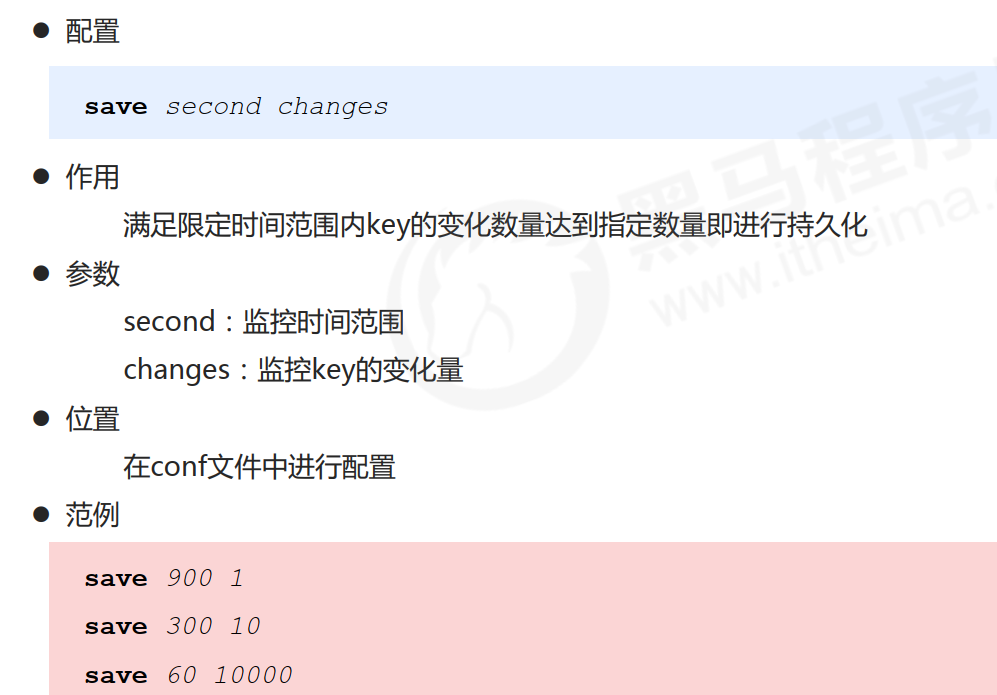 ● 配置
save second changes
● 作用
满足限定时间范围内key的变化数量达到指定数量即进行持久化
● 参数
second：监控时间范围
changes：监控key的变化量
● 位置
在conf文件中进行配置
● 范例
save 900 1
save 300 10
save 60 10000
黑马程序
www.itheima.